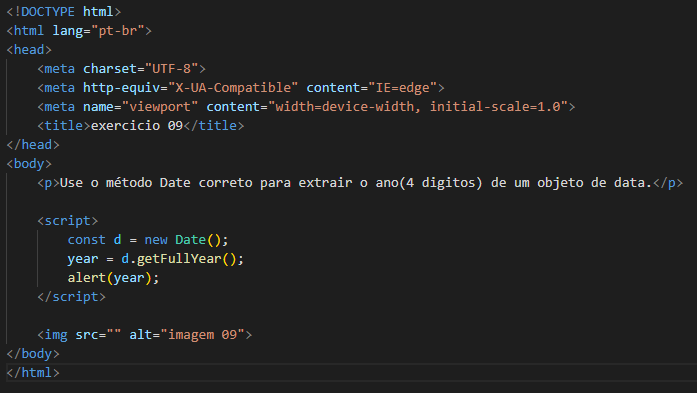 <!DOCTYPE html>
<html lang="pt-br">
<head>
    <meta charset="UTF-8">
    <meta http-equiv="X-UA-Compatible" content="IE=edge">
    <meta name="viewport" content="width=device-width, initial-scale=1.0">
    <title>exercicio 09</title>
</head>
<body>
    <p>Use o método Date correto para extrair o ano(4 digitos) de um objeto de data.</p>
    <script>
        const d = new Date();
        year = d.getFullYear();
        alert(year);
    </script>
    <img src="" alt="imagem 09">
</body>
</html>